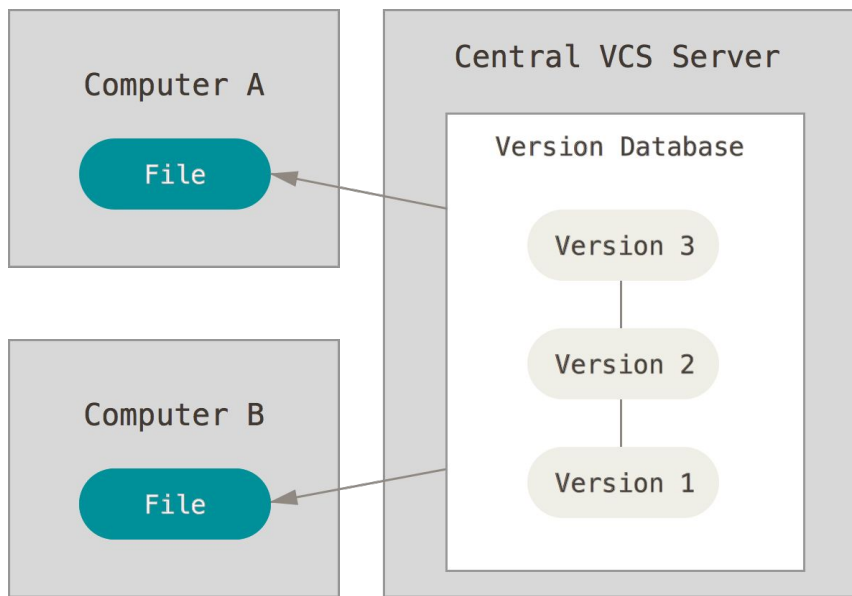 Computer A
File
Computer B
File
Central VCS Server
Version Database
Version 3
Version 2
Version 1